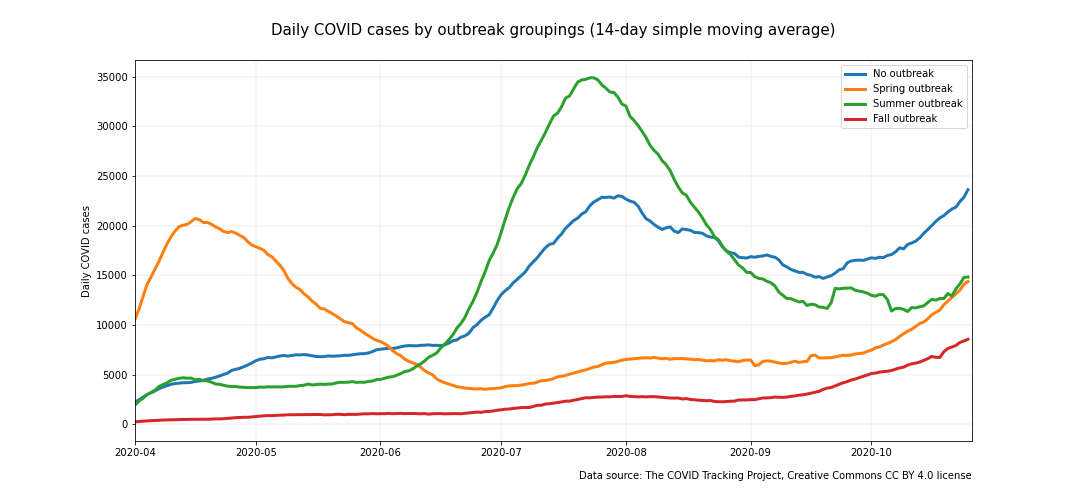 Daily COVID cases by outbreak groupings (14-day simple moving average)
No outbreak
Spring outbreak
Summer outbreak
Fall outbreak
Daily COVID cases
35000
30000
25000
20000
15000
10000
5000
0
2020-04 2020-05 2020-06 2020-07 2020-08 2020-09 2020-10
Data source: The COVID Tracking Project, Creative Commons CC BY 4.0 license